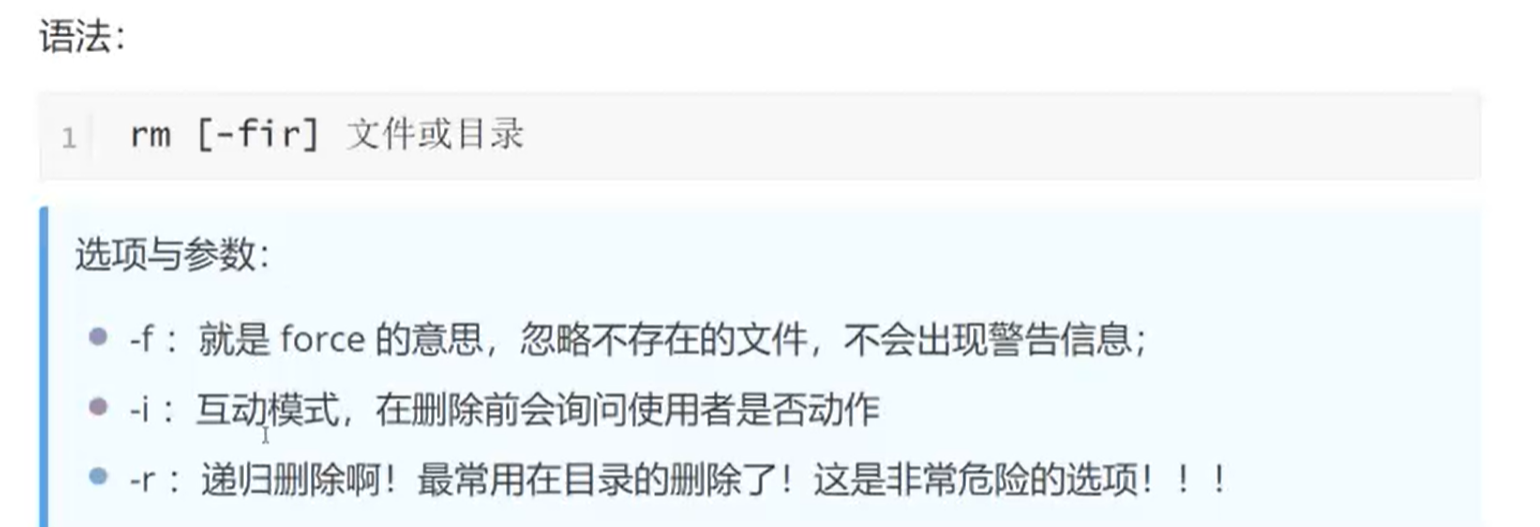 语法：
1 rm [-fir] 文件或目录
选项与参数：
-f ：就是 force 的意思，忽略不存在的文件，不会出现警告信息；
-i ：互动模式，在删除前会询问使用者是否动作
-r ：递归删除啊！最常用在目录的删除了！这是非常危险的选项！！！